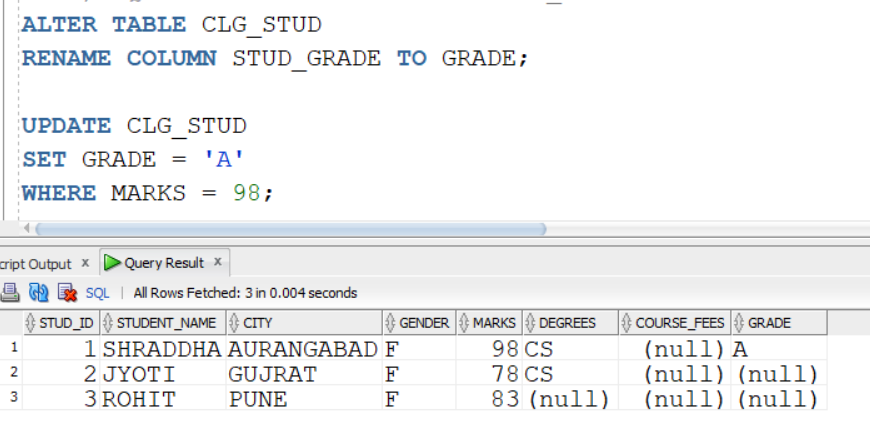 ALTER TABLE CLG_STUD
RENAME COLUMN STUD_GRADE TO GRADE;
UPDATE CLG_STUD
SET GRADE = 'A'
WHERE MARKS = 98;
cript Output x Query Result x
SQL | All Rows Fetched: 3 in 0.004 seconds
STUD_ID STUDENT_NAME CITY GENDER MARKS DEGREES COURSE_FEES GRADE
1 1 SHRADDHA AURANGABAD F 98 CS (null) A
2 2 JYOTI GUJRAT F 78 CS (null) (null)
3 3 ROHIT PUNE F 83 (null) (null) (null)